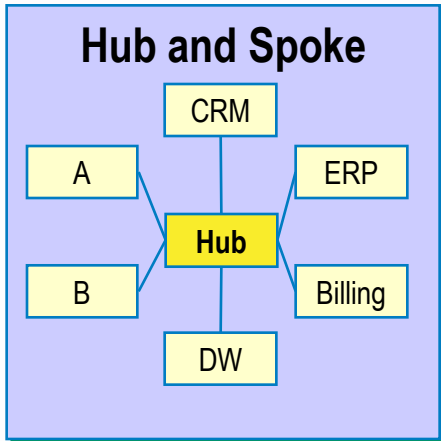 Hub and Spoke
CRM
A
ERP
Hub
B
Billing
DW